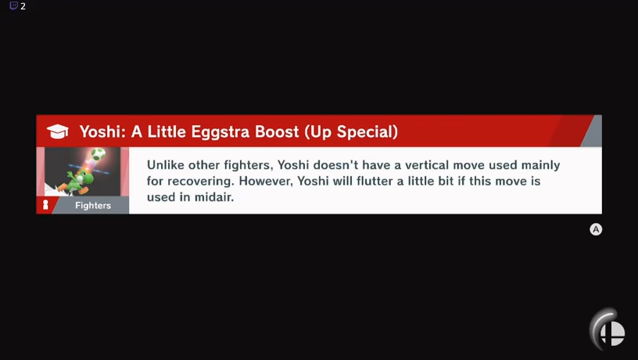 2
Yoshi: A Little Eggstra Boost (Up Special)
Unlike other fighters, Yoshi doesn't have a vertical move used mainly
for recovering. However, Yoshi will flutter a little bit if this move is
used in midair.
Fighters
A